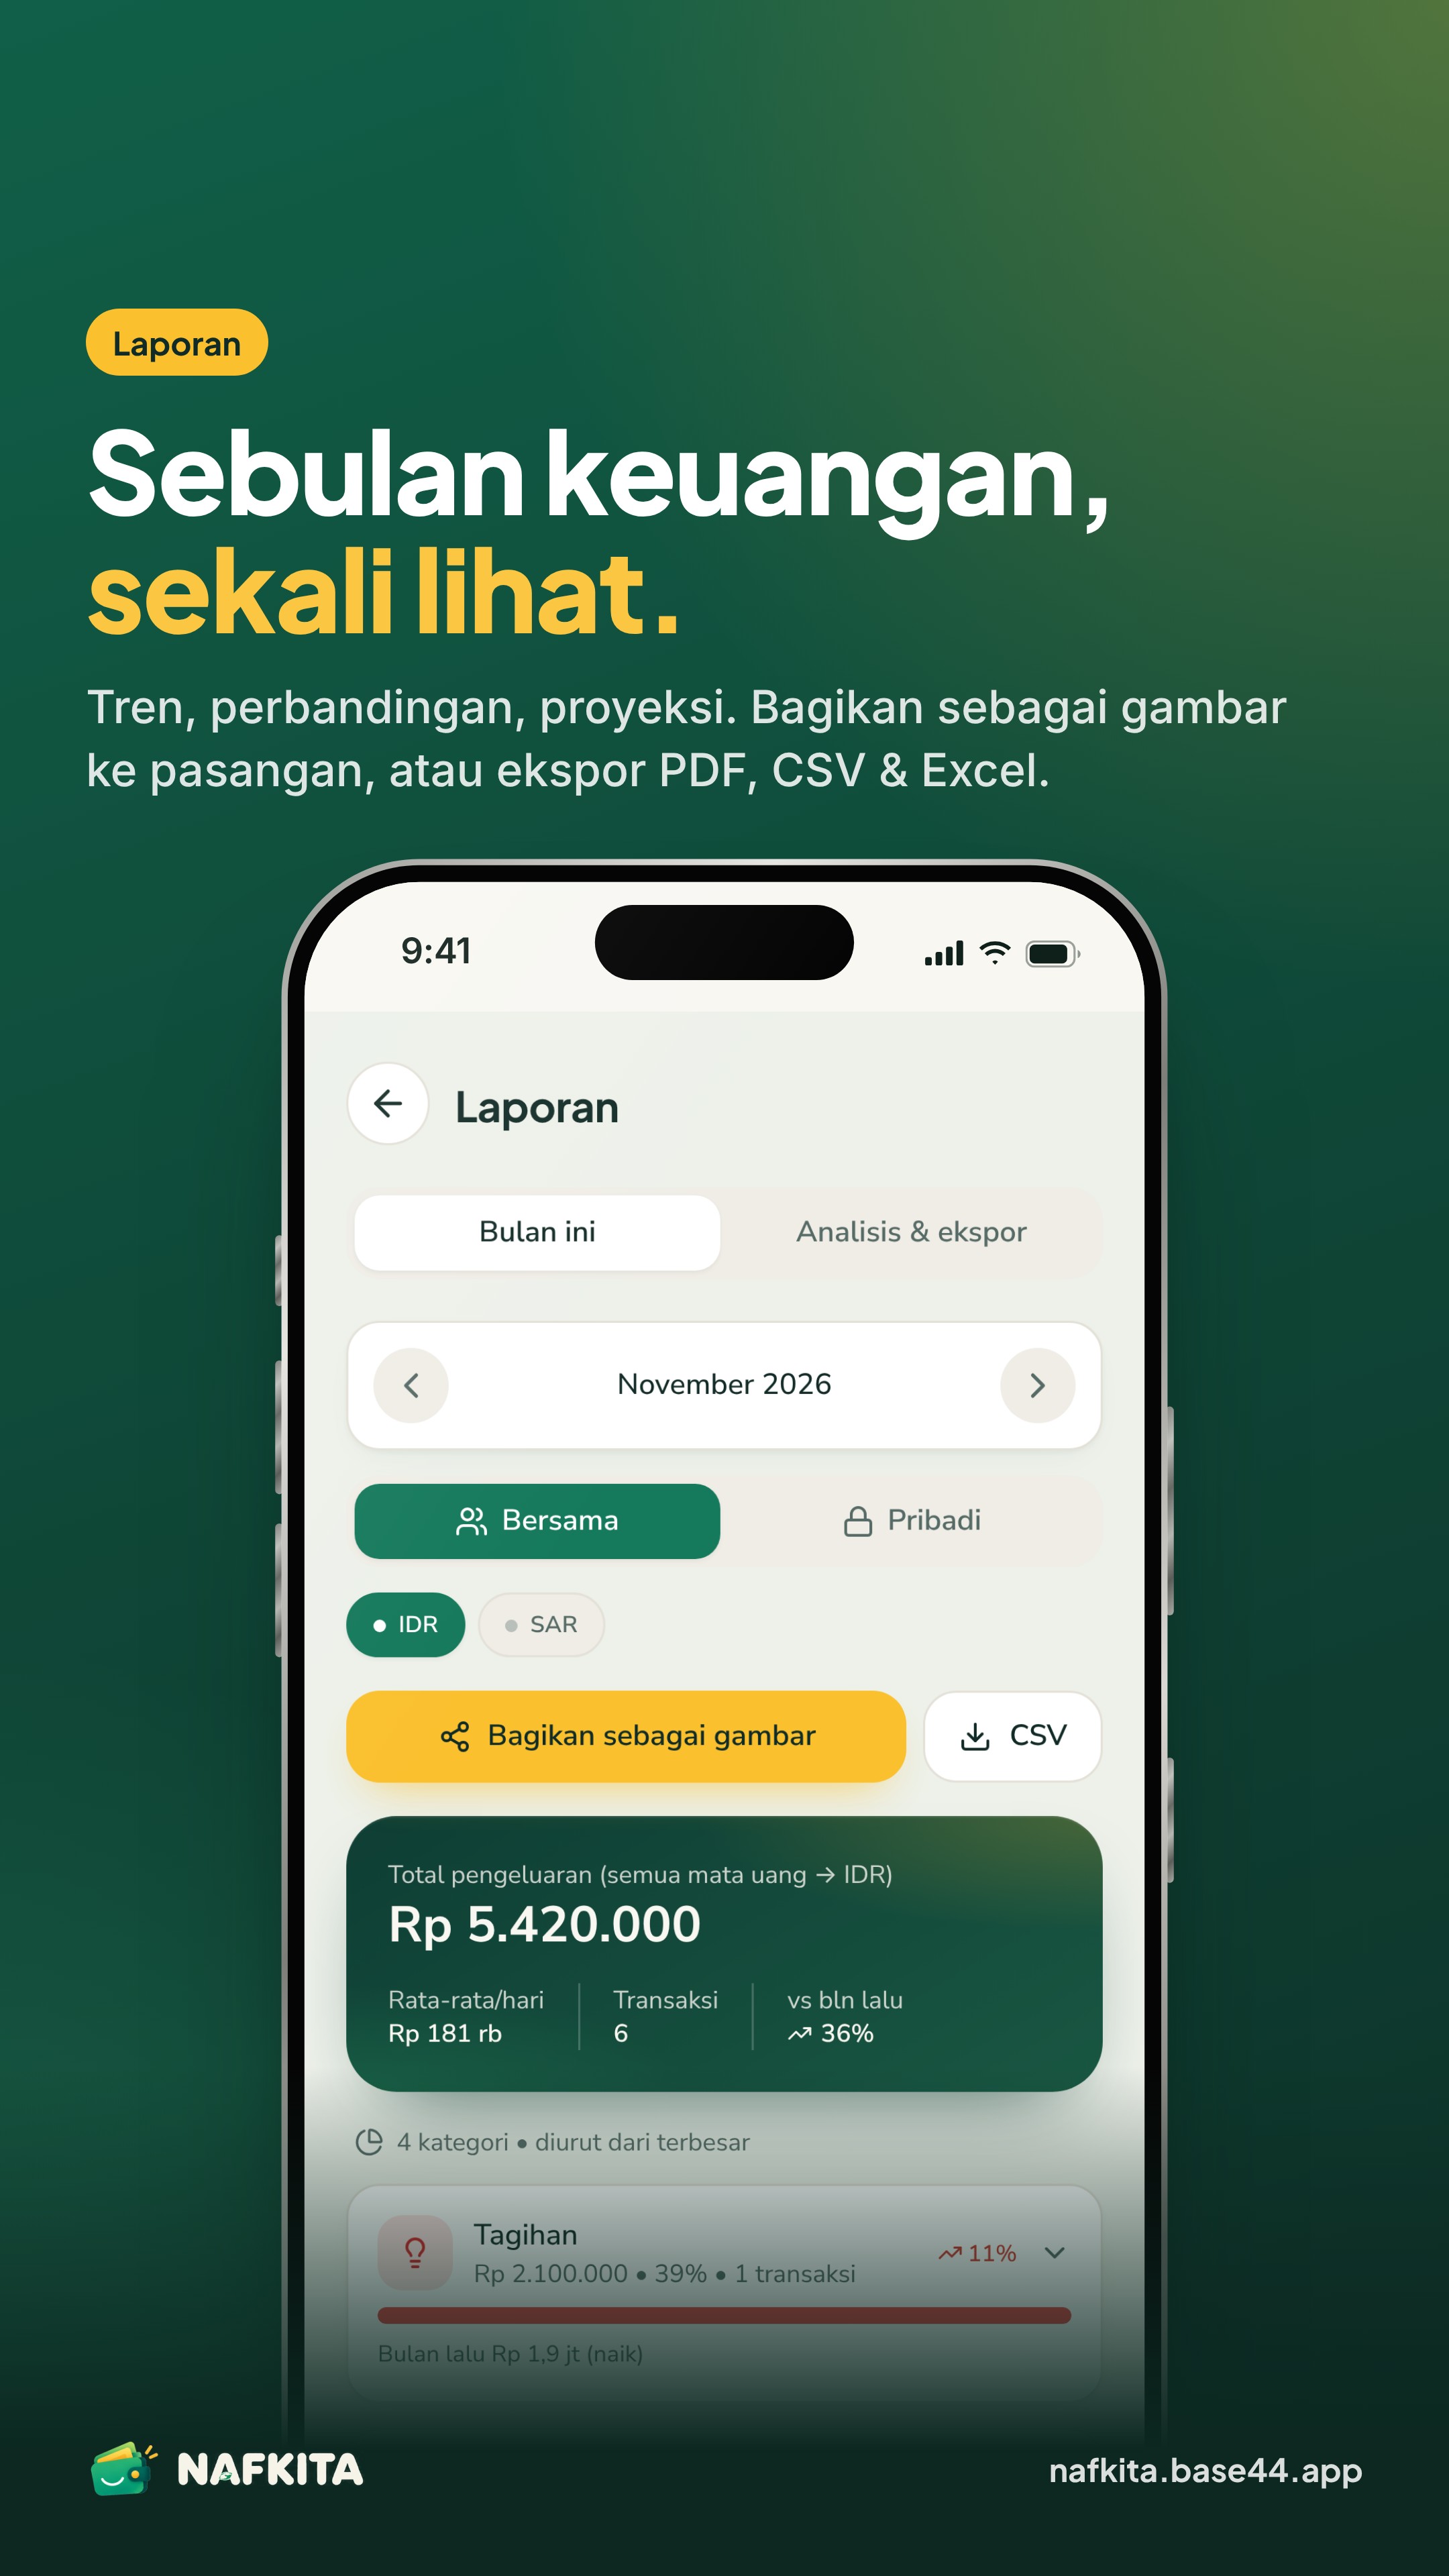 Laporan
Sebulan keuangan,
sekali lihat.
Tren, perbandingan, proyeksi. Bagikan sebagai gambar
ke pasangan, atau ekspor PDF, CSV & Excel.
9:41
Laporan
Bulan ini
Analisis & ekspor
November 2026
Bersama
Pribadi
IDR
SAR
Bagikan sebagai gambar
CSV
Total pengeluaran (semua mata uang → IDR)
Rp 5.420.000
Rata-rata/hari
Rp 181 rb
Transaksi
6
vs bln lalu
36%
4 kategori • diurut dari terbesar
Tagihan
Rp 2.100.000 • 39% • 1 transaksi
11%
Bulan lalu Rp 1,9 jt (naik)
NAFKITA
nafkita.base44.app